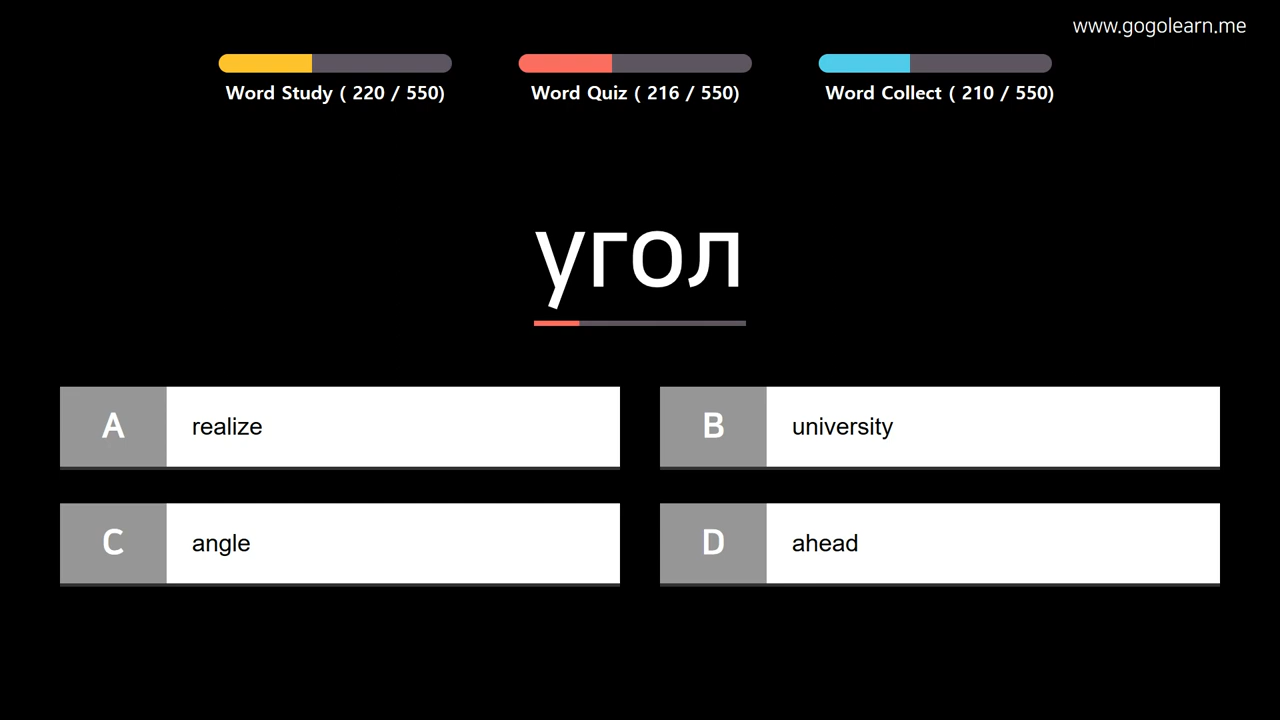 www.gogolearn.me
Word Study ( 220 / 550)
Word Quiz ( 216 / 550)
Word Collect ( 210 / 550)
угол
A realize
B university
C angle
D ahead